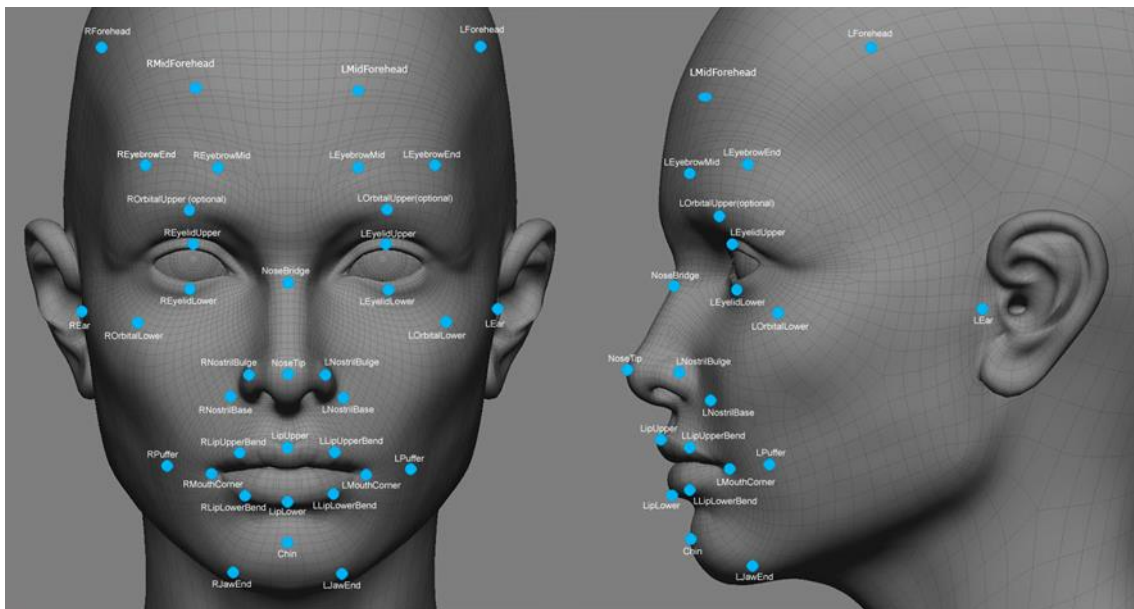 RForehead
LForehead
RMidForehead
LMidForehead
REyebrowEnd
REyebrowMid
LEyebrowMid
LEyebrowEnd
ROrbitalUpper (optional)
LOrbitalUpper(optional)
REyelidUpper
LEyelidUpper
NoseBridge
REyelidLower
LEyelidLower
REar
LEar
ROrbitalLower
LOrbitalLower
RNostrilBulge
NoseTip
LNostrilBulge
RNostrilBase
LNostrilBase
LipUpper
RLipUpperBend
LLipUpperBend
RPuffer
LPuffer
RMouthCorner
LMouthCorner
RLipLowerBend
LipLower
LLipLowerBend
Chin
RJawEnd
LJawEnd
LForehead
LMidForehead
LEyebrowEnd
LEyebrowMid
LOrbitalUpper(optional)
LEyelidUpper
NoseBridge
LEyelidLower
LOrbitalLower
LEar
NoseTip
LNostrilBulge
LNostrilBase
LipUpper
LLipUpperBend
LPuffer
LMouthCorner
LipLower
LLipLowerBend
Chin
LJawEnd